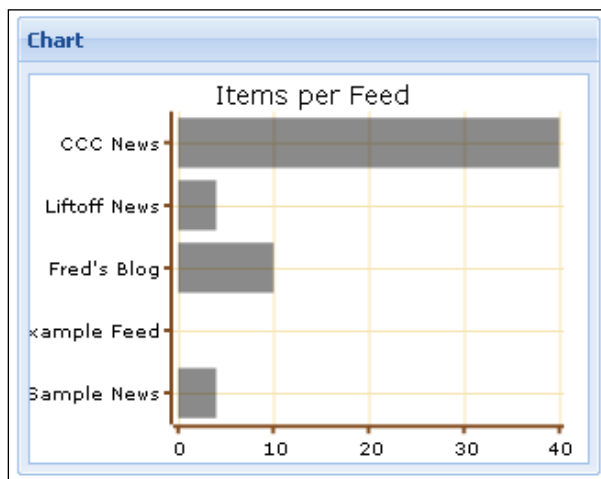 Chart
Items per Feed
CCC News
Liftoff News
Fred's Blog
xample Feed
Sample News
0 10 20 30 40